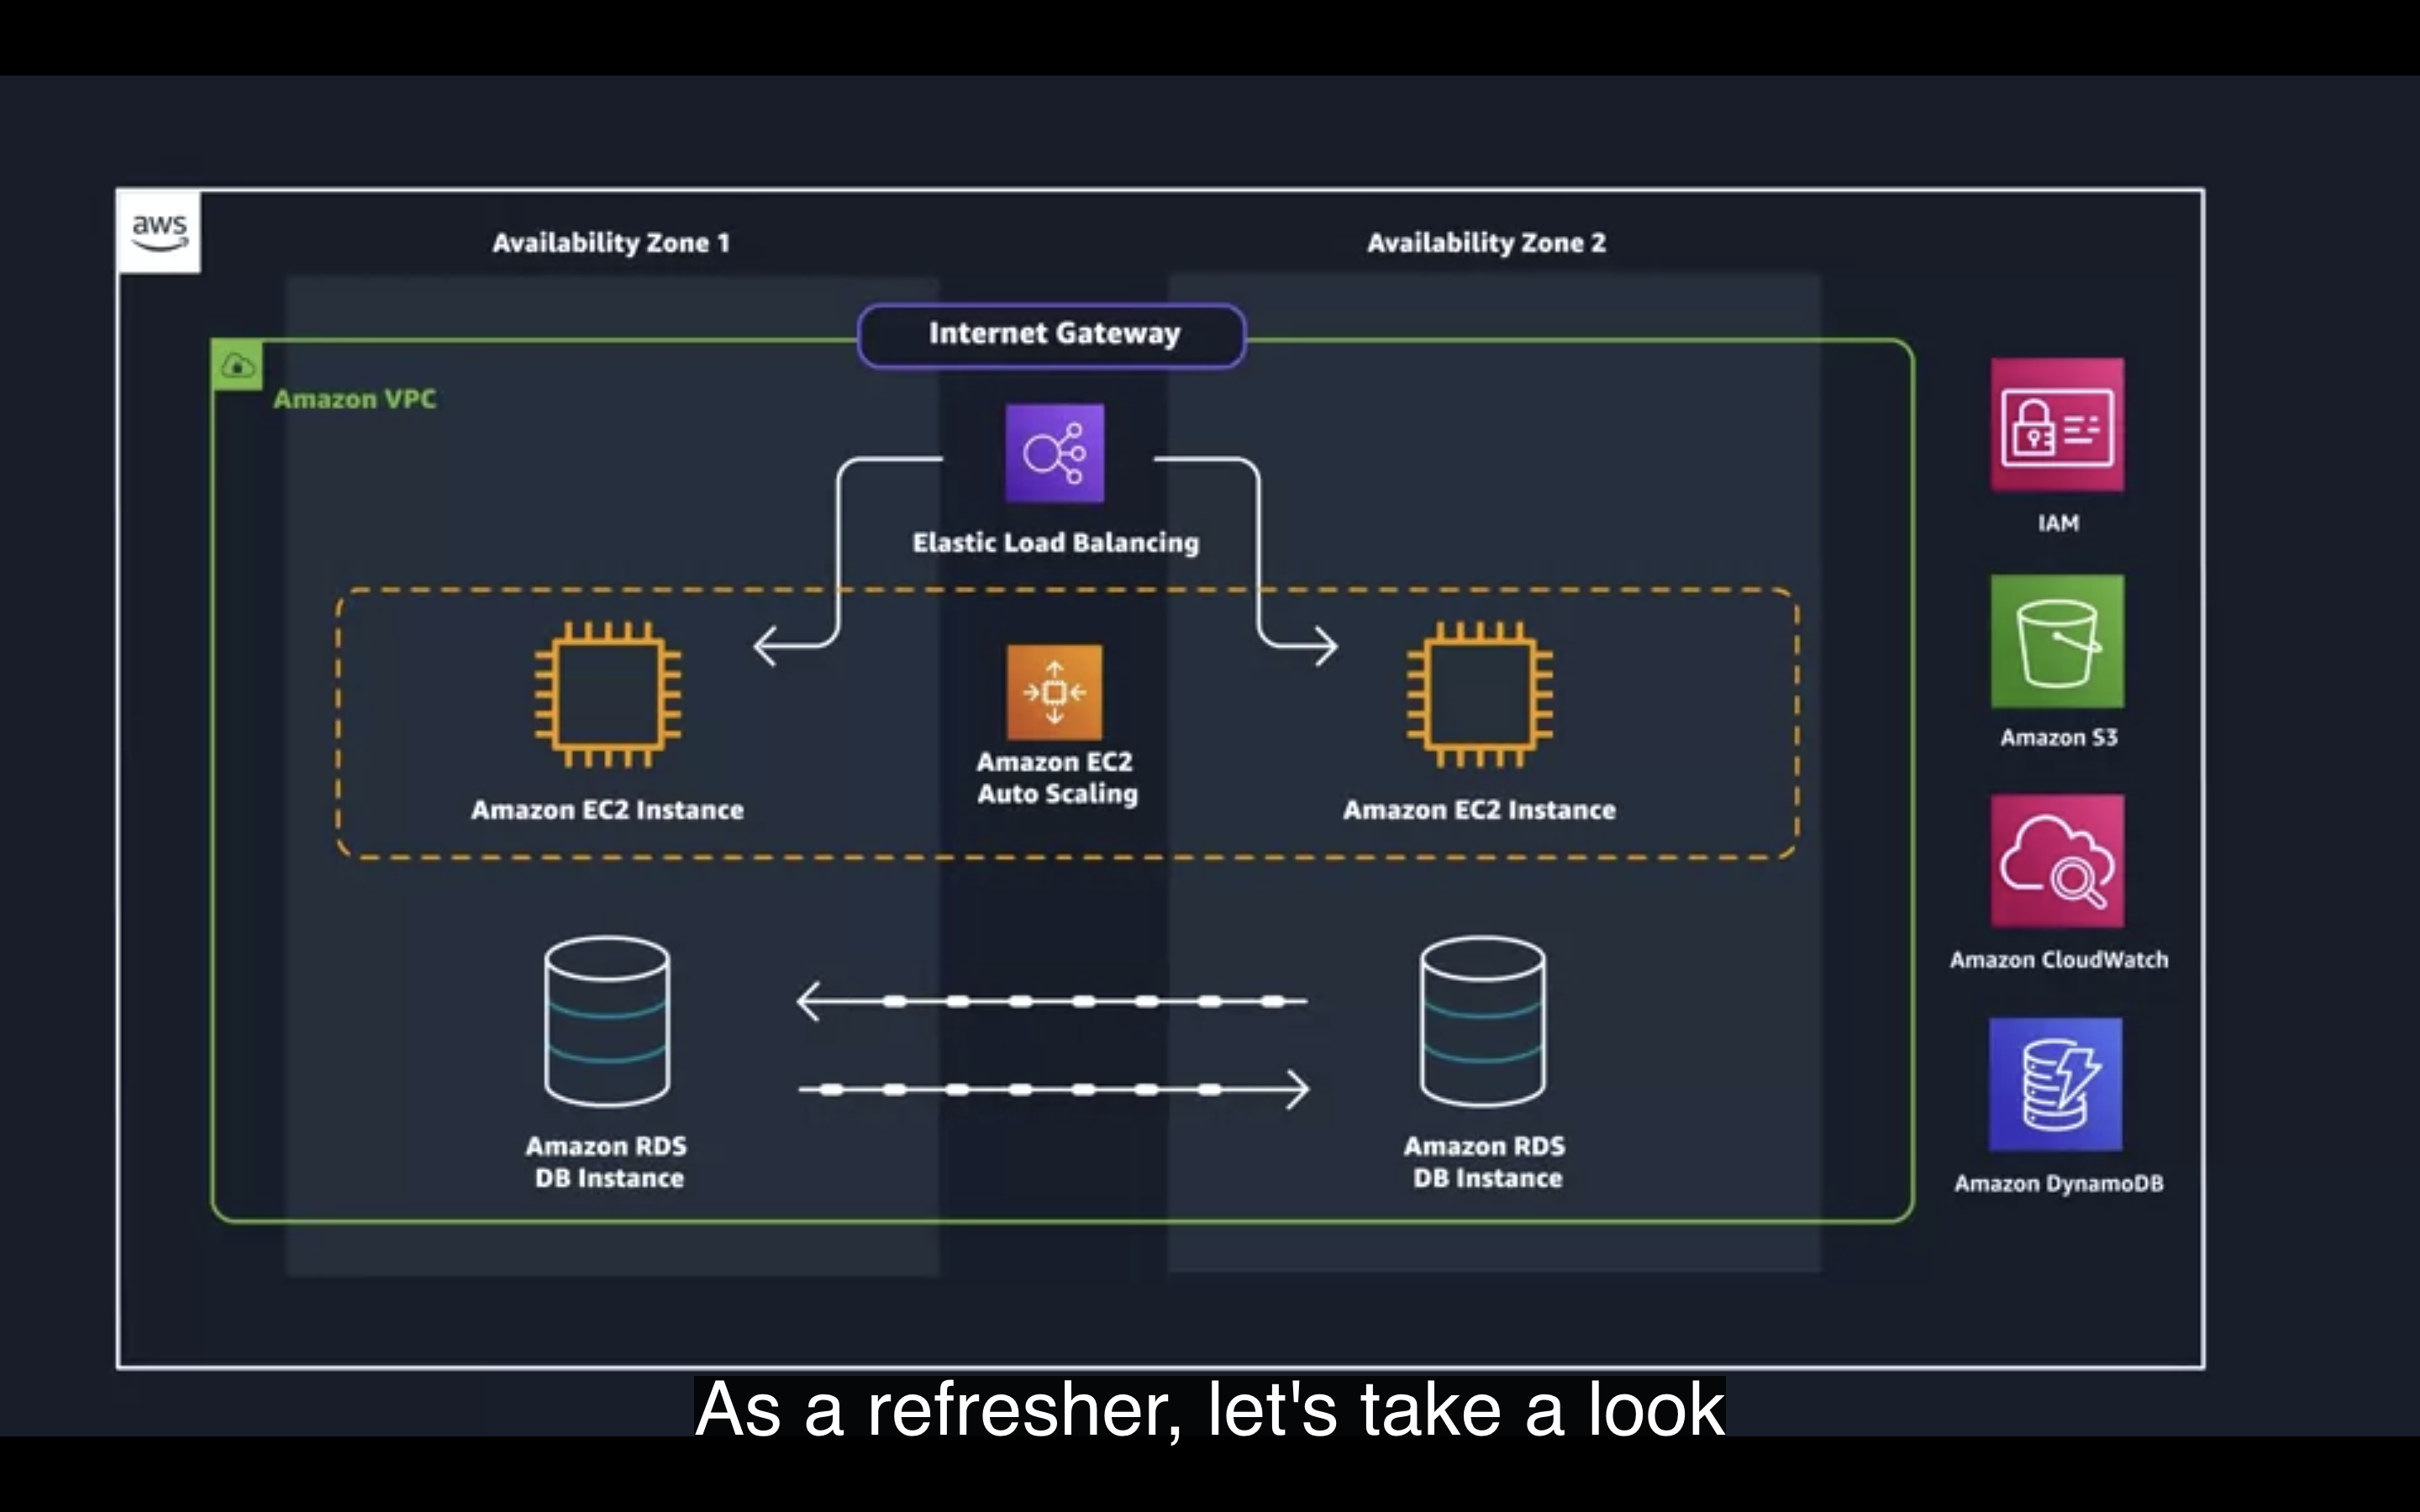 aws
Availability Zone 1
Availability Zone 2
Internet Gateway
Amazon VPC
Elastic Load Balancing
Amazon EC2 Instance
Amazon EC2
Auto Scaling
Amazon EC2 Instance
Amazon RDS
DB Instance
Amazon RDS
DB Instance
IAM
Amazon S3
Amazon CloudWatch
Amazon DynamoDB
As a refresher, let's take a look